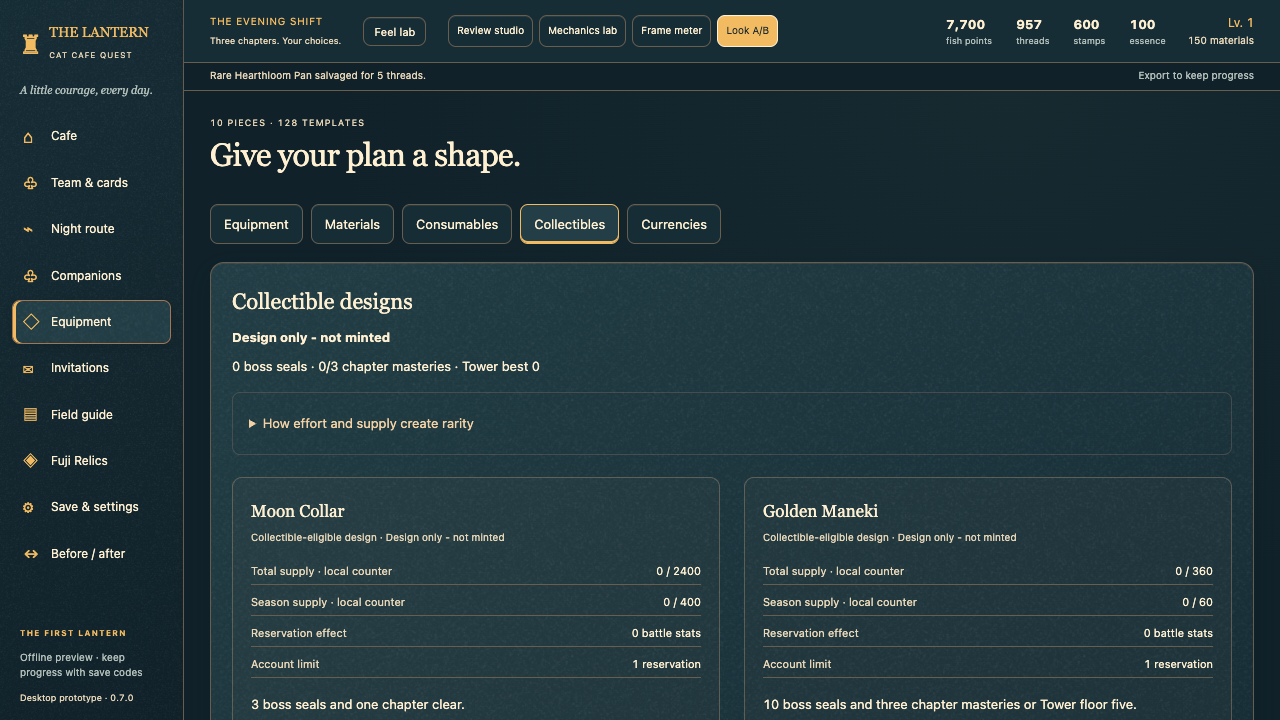 THE LANTERN
CAT CAFE QUEST
A little courage, every day.
Cafe
Team & cards
Night route
Companions
Equipment
Invitations
Field guide
Fuji Relics
Save & settings
Before / after
THE FIRST LANTERN
Offline preview · keep
progress with save codes
Desktop prototype · 0.7.0
THE EVENING SHIFT
Three chapters. Your choices.
Feel lab
Review studio
Mechanics lab
Frame meter
Look A/B
7,700
fish points
957
threads
600
stamps
100
essence
Lv. 1
150 materials
Rare Hearthloom Pan salvaged for 5 threads.
Export to keep progress
10 PIECES · 128 TEMPLATES
Give your plan a shape.
Equipment
Materials
Consumables
Collectibles
Currencies
Collectible designs
Design only - not minted
0 boss seals · 0/3 chapter masteries · Tower best 0
How effort and supply create rarity
Moon Collar
Collectible-eligible design · Design only - not minted
Total supply · local counter 0 / 2400
Season supply · local counter 0 / 400
Reservation effect 0 battle stats
Account limit 1 reservation
3 boss seals and one chapter clear.
Golden Maneki
Collectible-eligible design · Design only - not minted
Total supply · local counter 0 / 360
Season supply · local counter 0 / 60
Reservation effect 0 battle stats
Account limit 1 reservation
10 boss seals and three chapter masteries or Tower floor five.